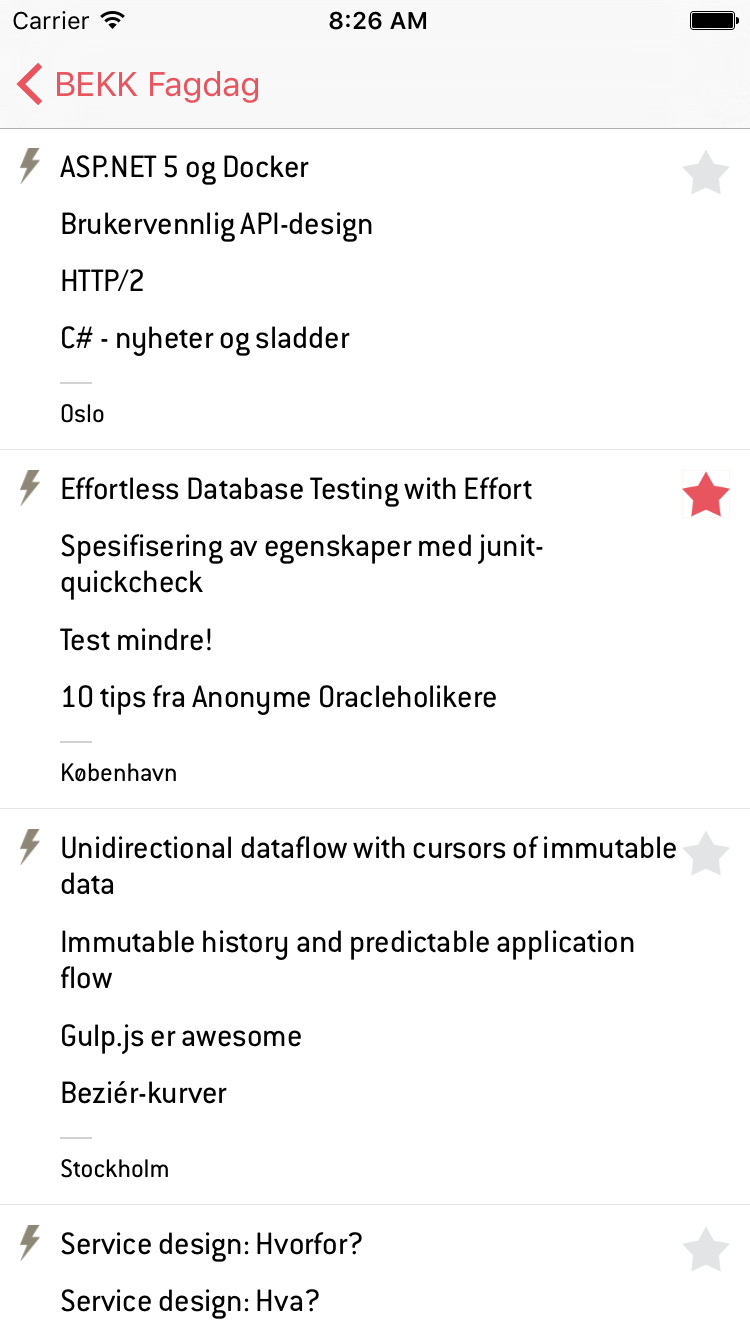 Carrier 8:26 AM
BEKK Fagdag
ASP.NET 5 og Docker
Brukervennlig API-design
HTTP/2
C# - nyheter og sladder
Oslo
Effortless Database Testing with Effort
Spesifisering av egenskaper med junit-
quickcheck
Test mindre!
10 tips fra Anonyme Oracleholikere
København
Unidirectional dataflow with cursors of immutable
data
Immutable history and predictable application
flow
Gulp.js er awesome
Beziér-kurver
Stockholm
Service design: Hvorfor?
Service design: Hva?